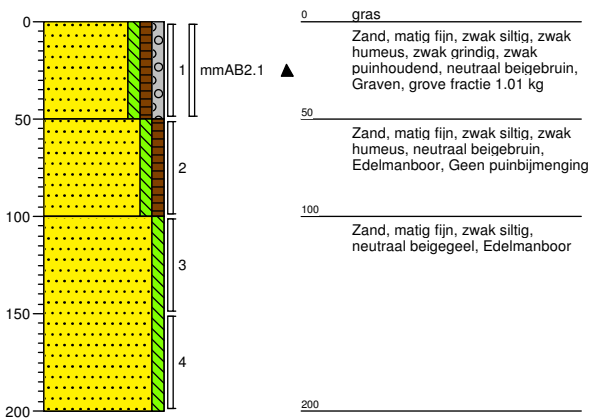 0
50
100
150
200
1
mmAB2.1
2
3
4
0
gras
Zand, matig fijn, zwak siltig, zwak
humeus, zwak grindig, zwak
puinhoudend, neutraal beigebruin,
Graven, grove fractie 1.01 kg
50
Zand, matig fijn, zwak siltig, zwak
humeus, neutraal beigebruin,
Edelmanboor, Geen puinbijmenging
100
Zand, matig fijn, zwak siltig,
neutraal beigegeel, Edelmanboor
200